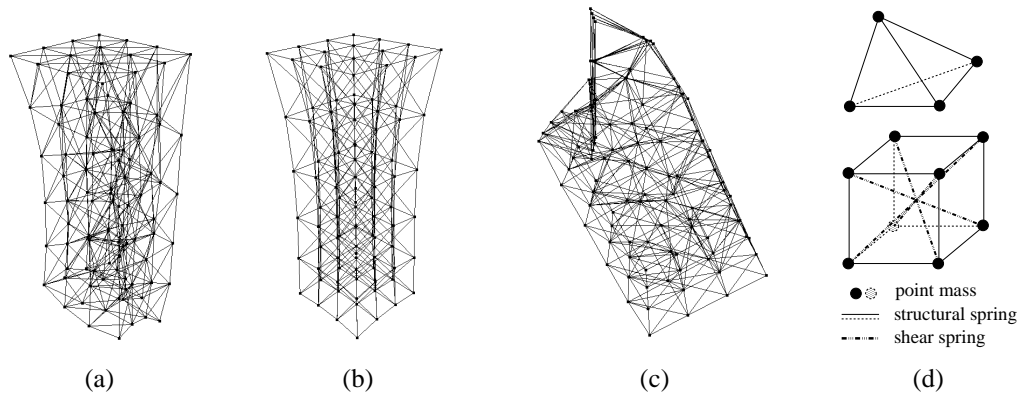 point mass
structural spring
shear spring
(a)
(b)
(c)
(d)